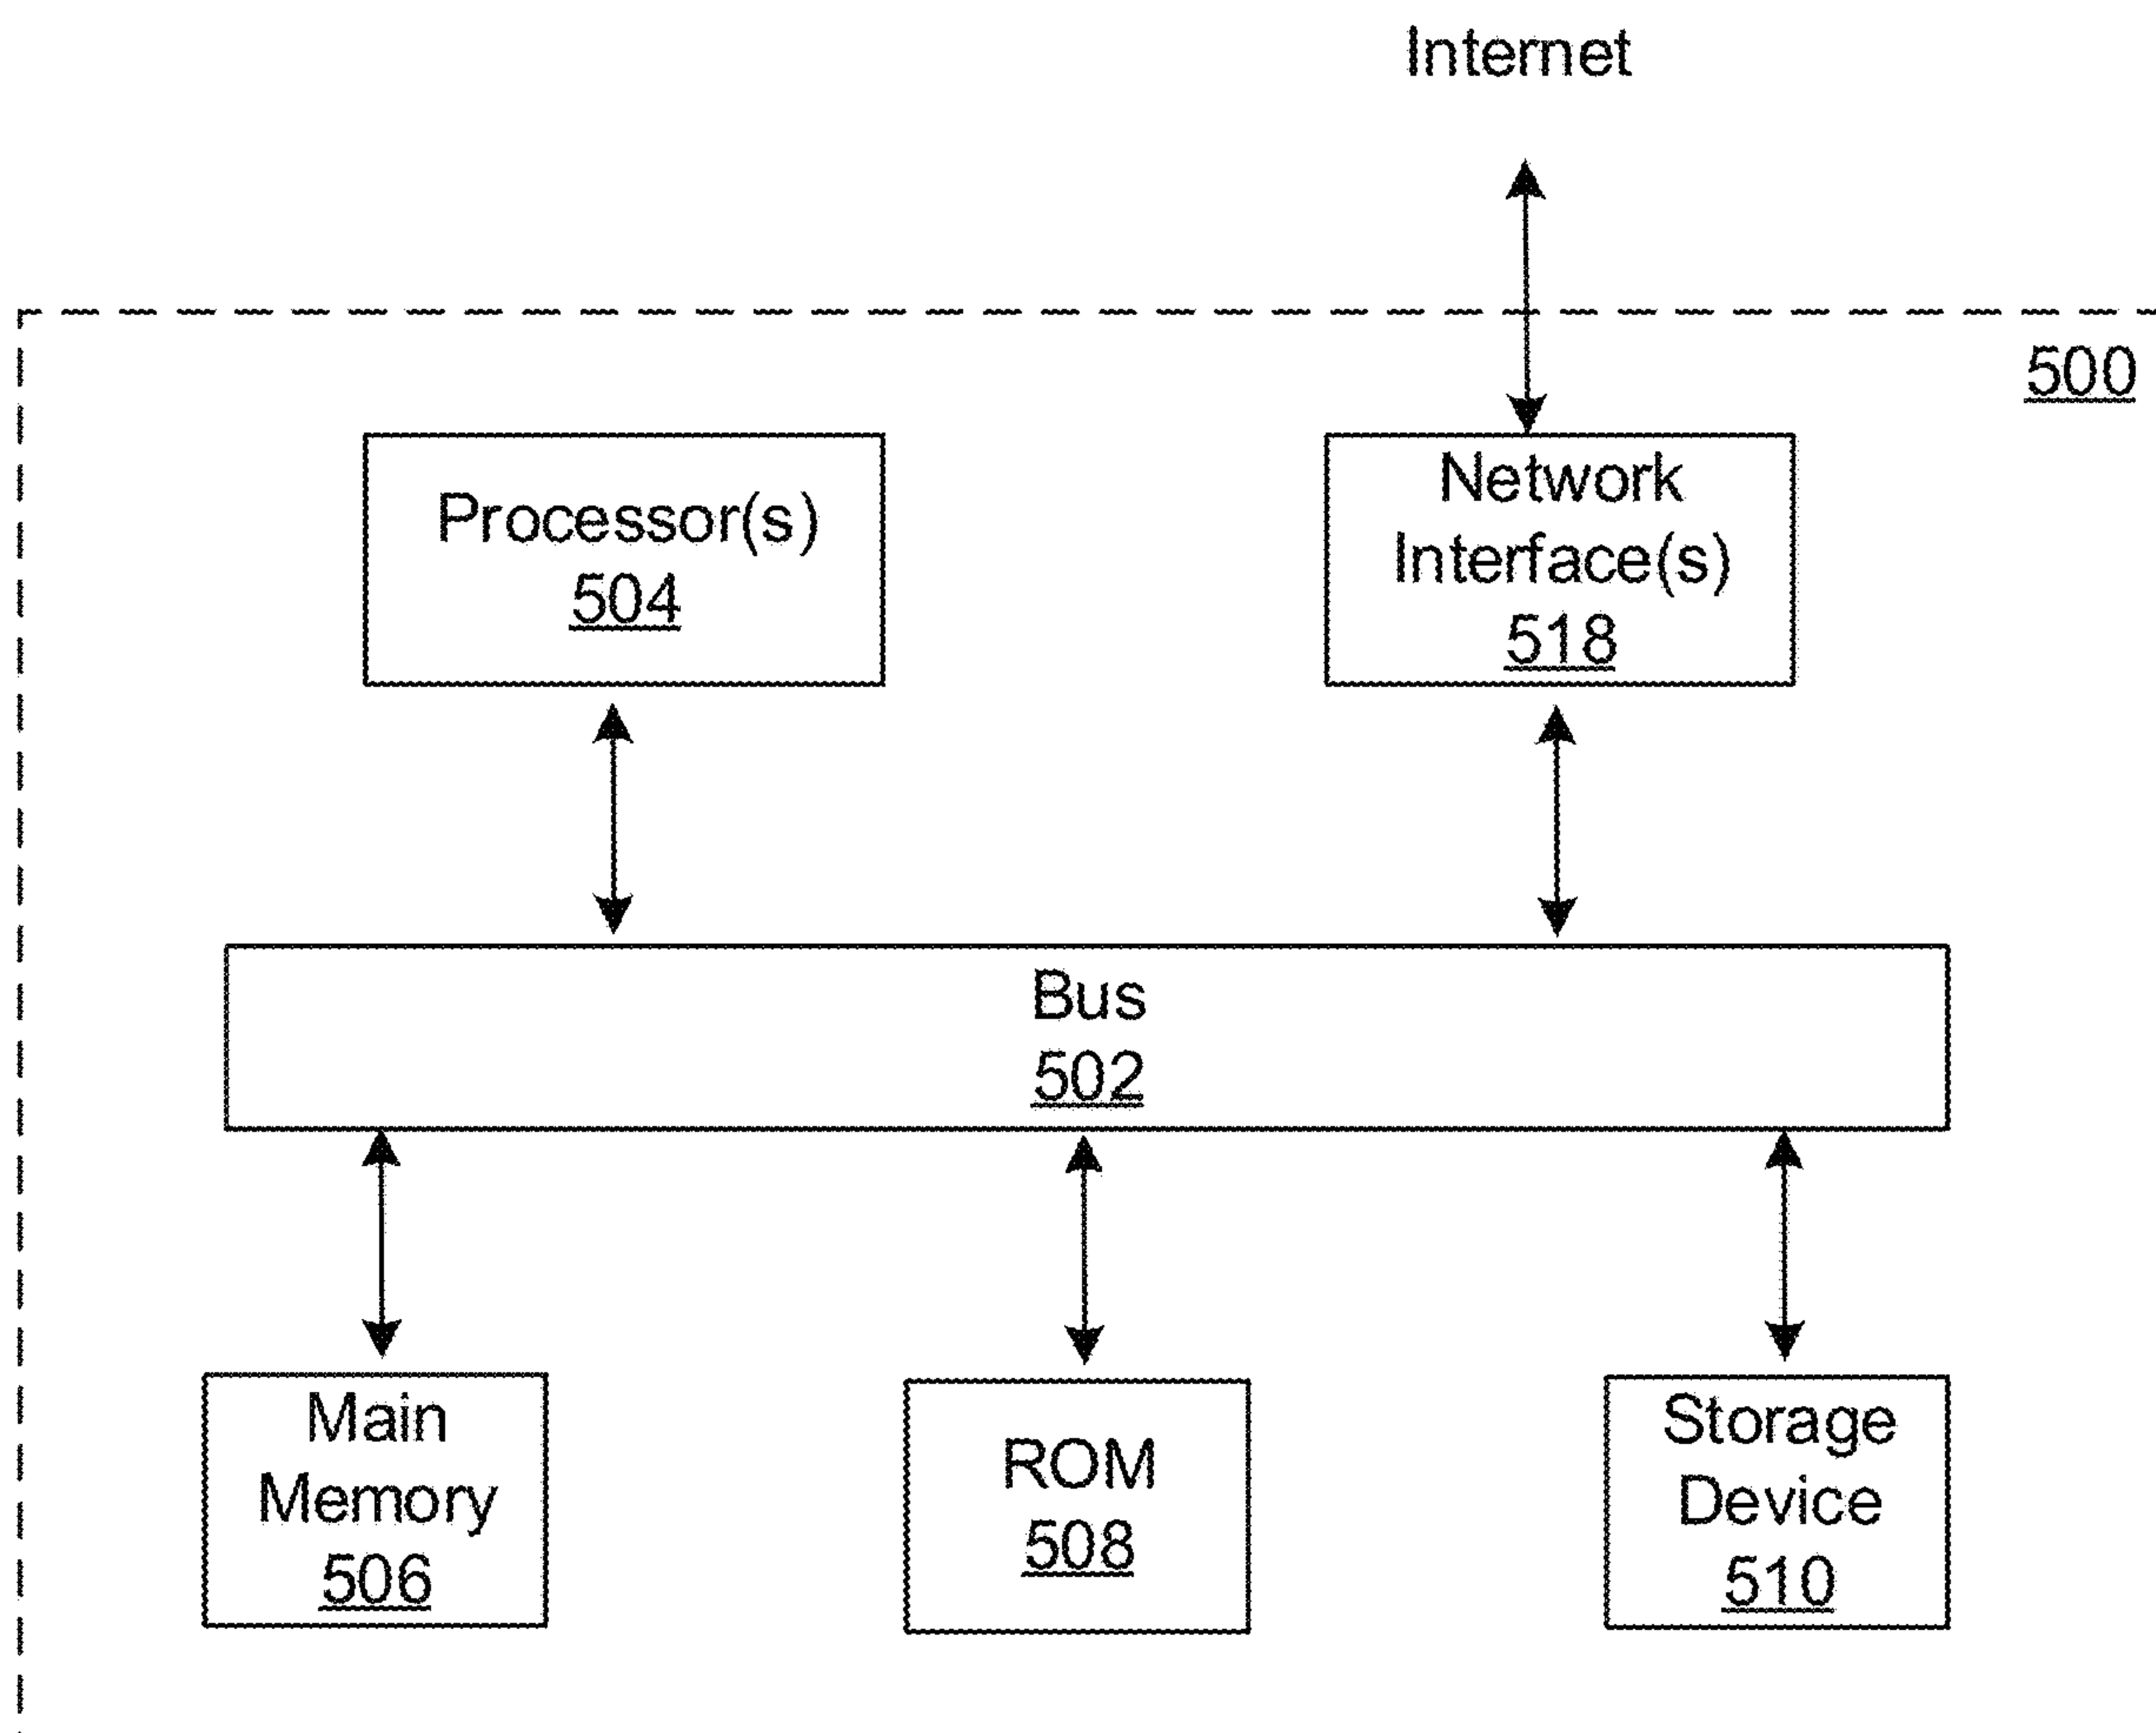 Internet
500
Processor(s)
504
Network
Interface(s)
518
Bus
502
Main
Memory
506
ROM
508
Storage
Device
510